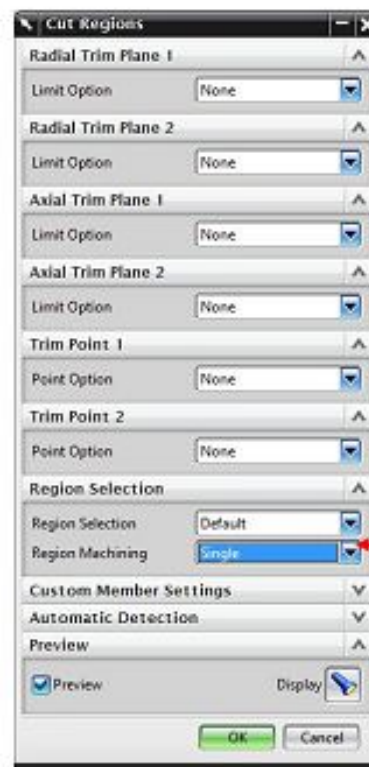 Cut Regions
Radial Trim Plane 1
Limit Option None
Radial Trim Plane 2
Limit Option None
Axial Trim Plane 1
Limit Option None
Axial Trim Plane 2
Limit Option None
Trim Point 1
Point Option None
Trim Point 2
Point Option None
Region Selection
Region Selection Default
Region Machining Single
Custom Member Settings
Automatic Detection
Preview
Preview Display
OK Cancel